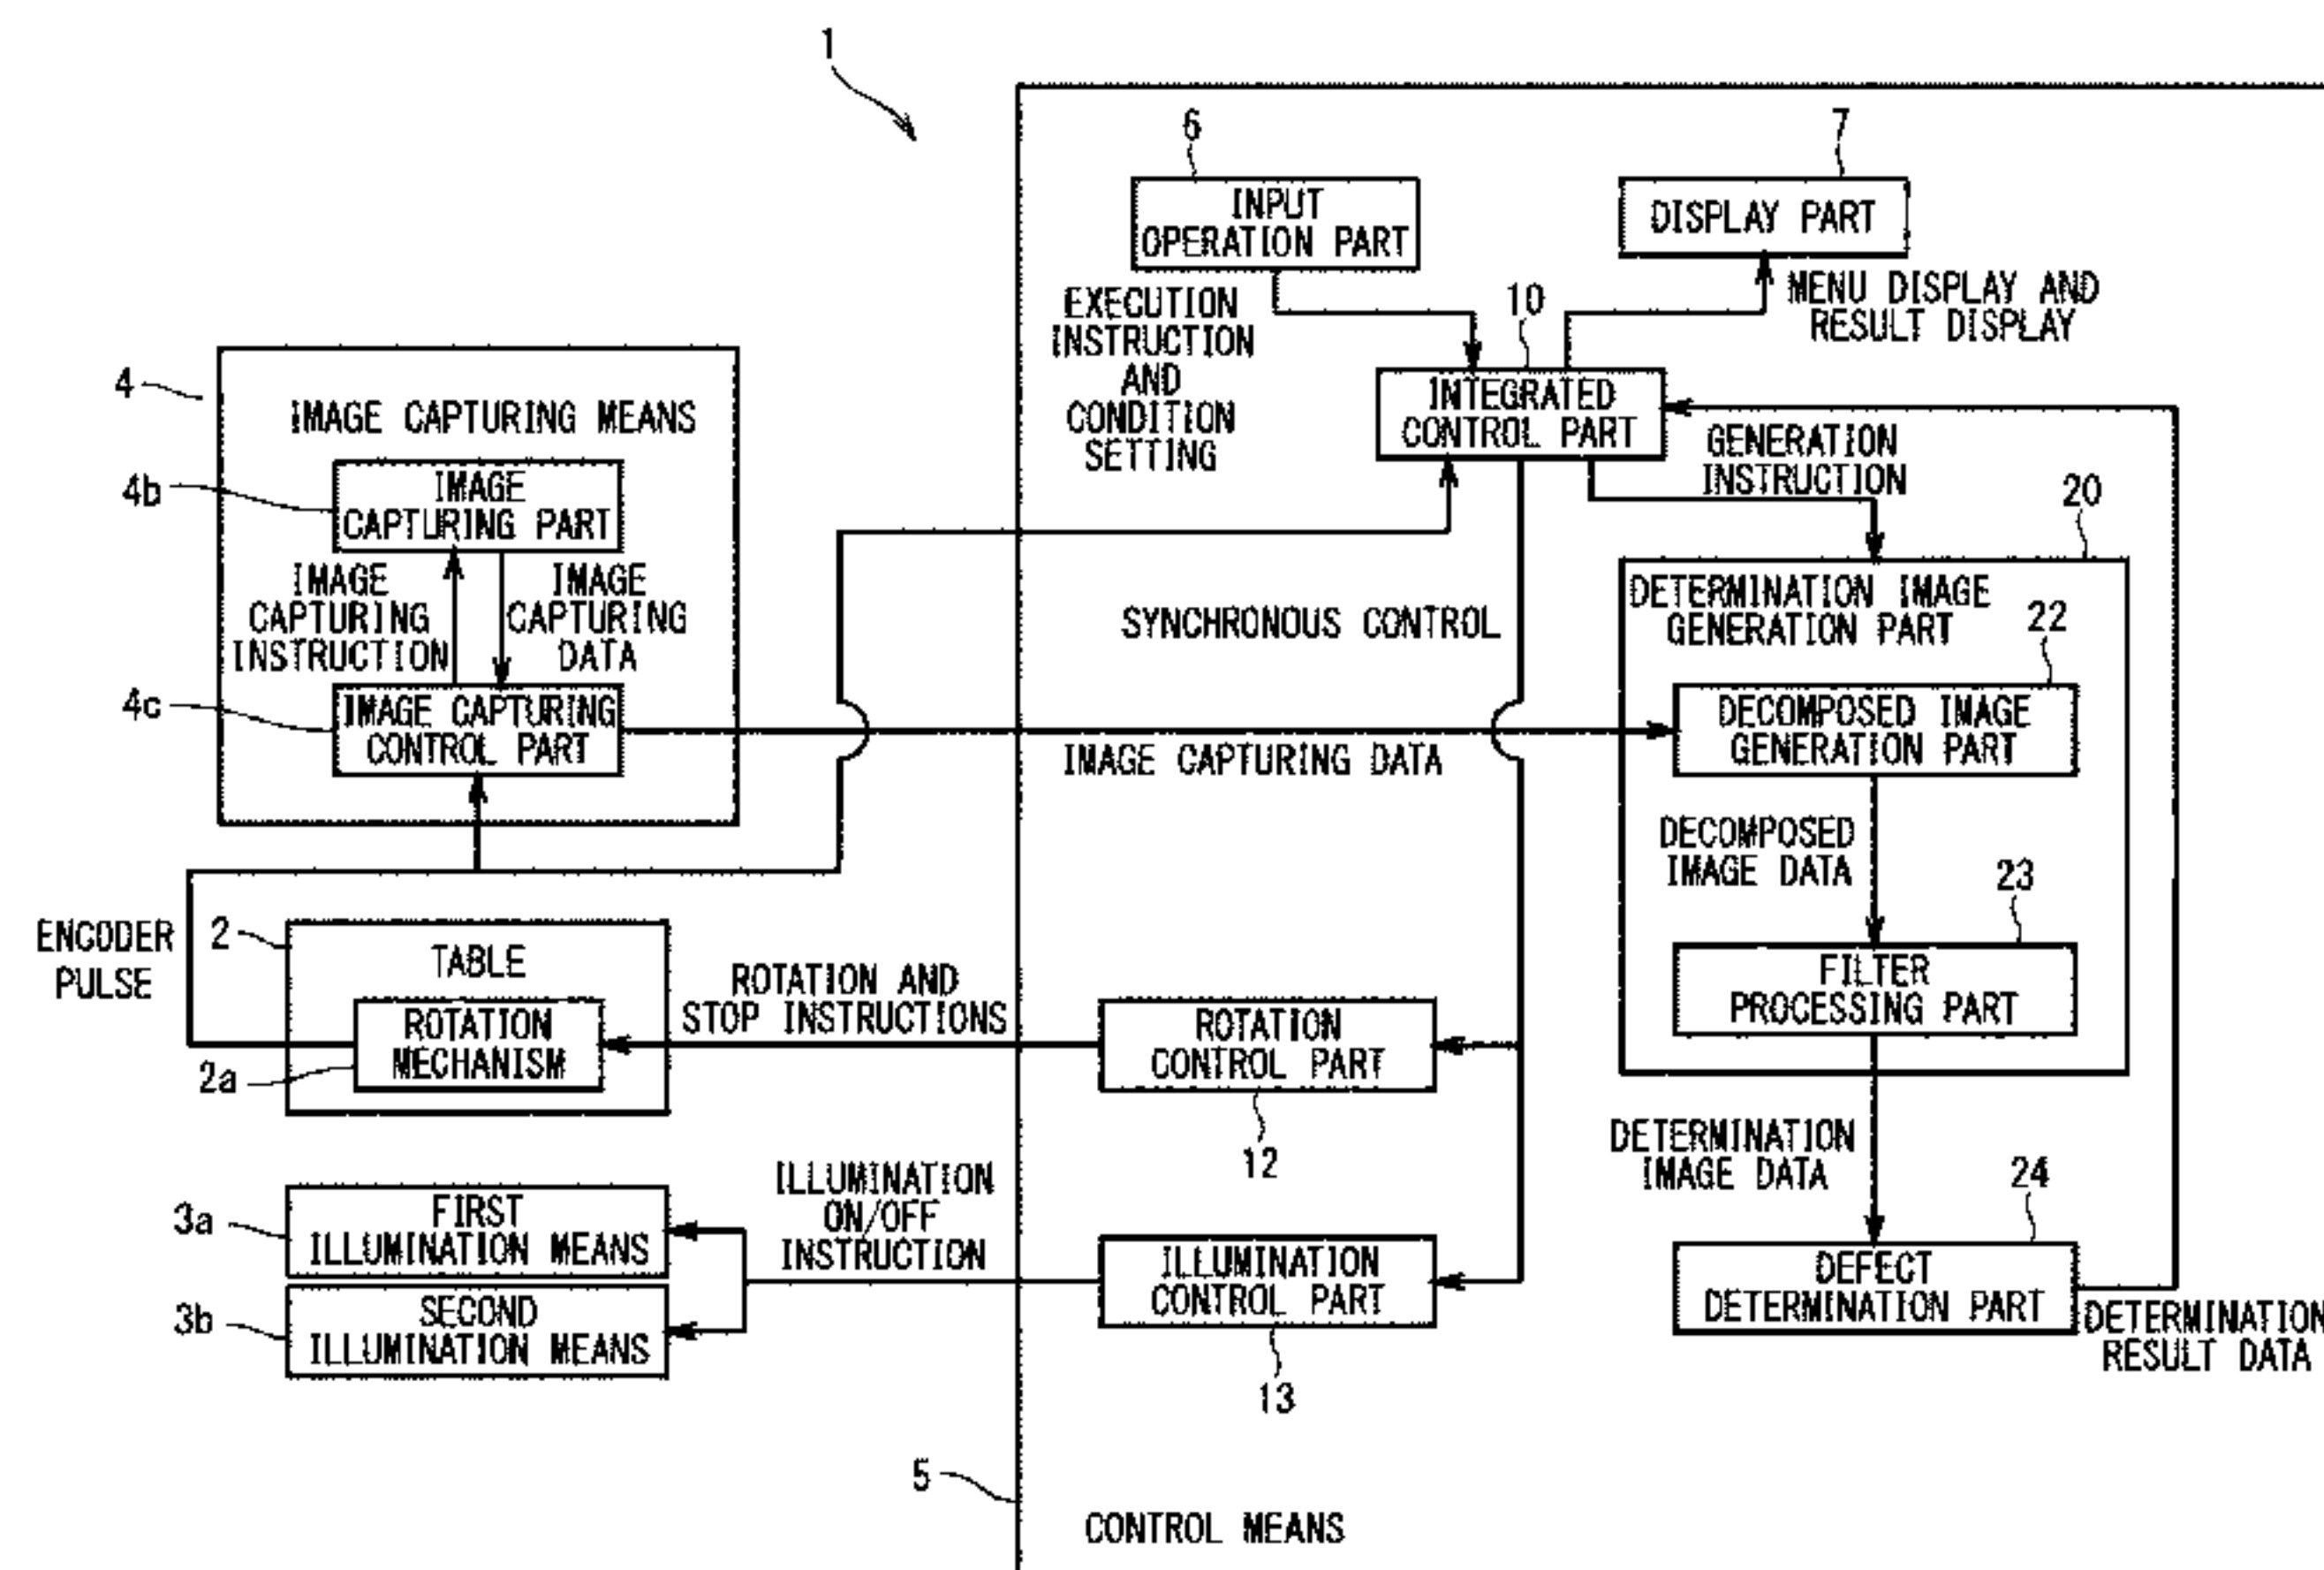 1
6
INPUT
OPERATION PART
7
DISPLAY PART
EXECUTION
INSTRUCTION
AND
CONDITION
SETTING
MENU DISPLAY AND
RESULT DISPLAY
10
INTEGRATED
CONTROL PART
GENERATION
INSTRUCTION
4
IMAGE CAPTURING MEANS
4b
IMAGE
CAPTURING PART
IMAGE
CAPTURING
INSTRUCTION
IMAGE
CAPTURING
DATA
4c
IMAGE CAPTURING
CONTROL PART
SYNCHRONOUS CONTROL
IMAGE CAPTURING DATA
20
DETERMINATION IMAGE
GENERATION PART
22
DECOMPOSED IMAGE
GENERATION PART
DECOMPOSED
IMAGE DATA
23
FILTER
PROCESSING PART
ENCODER
PULSE
2
TABLE
2a
ROTATION
MECHANISM
ROTATION AND
STOP INSTRUCTIONS
ROTATION
CONTROL PART
12
DETERMINATION
IMAGE DATA
3a
FIRST
ILLUMINATION MEANS
3b
SECOND
ILLUMINATION MEANS
ILLUMINATION
ON/OFF
INSTRUCTION
ILLUMINATION
CONTROL PART
13
24
DEFECT
DETERMINATION PART
DETERMINATION
RESULT DATA
5
CONTROL MEANS